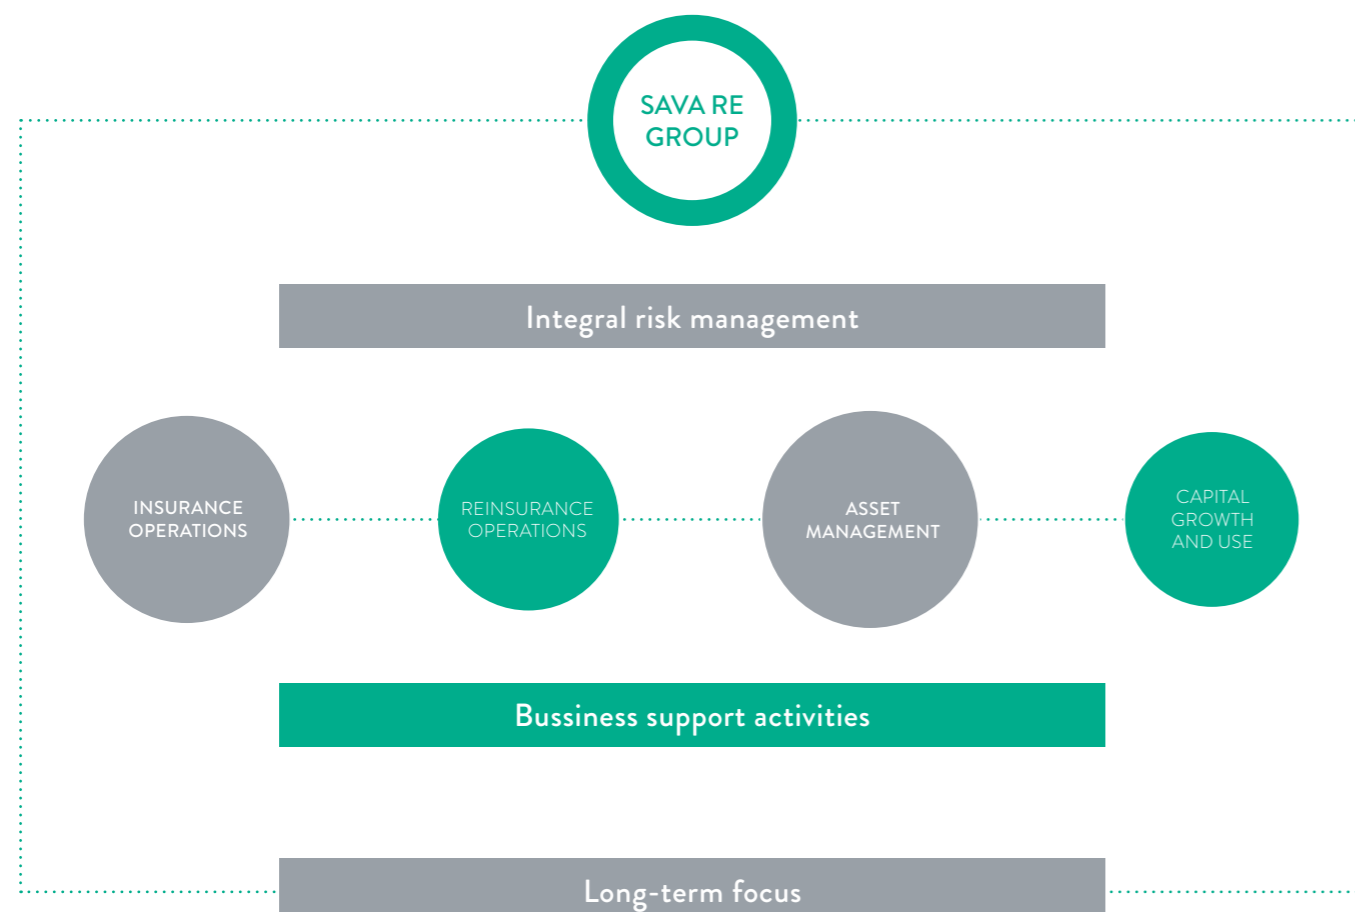 SAVA RE
GROUP
Integral risk management
INSURANCE
OPERATIONS
REINSURANCE
OPERATIONS
ASSET
MANAGEMENT
CAPITAL
GROWTH
AND USE
Bussiness support activities
Long-term focus